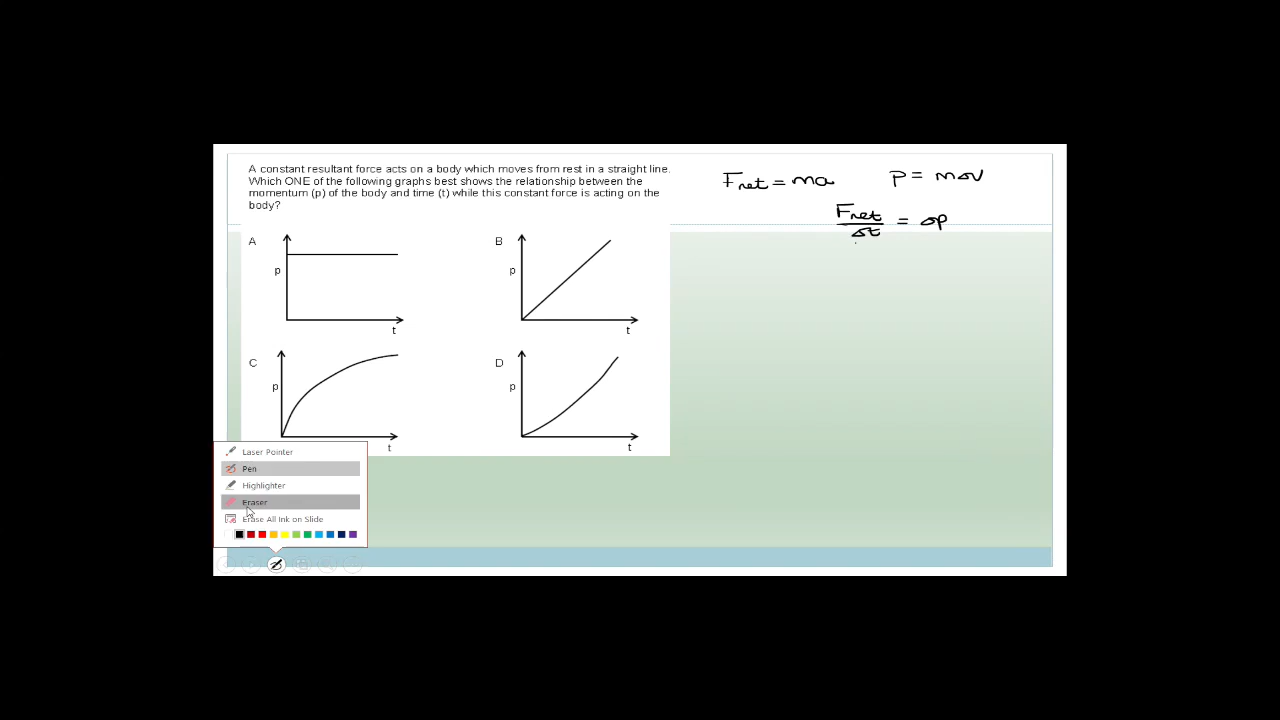 A constant resultant force acts on a body which moves from rest in a straight line.
Which ONE of the following graphs best shows the relationship between the
momentum (p) of the body and time (t) while this constant force is acting on the
body?
Fnet = ma
P = mΔv
Fnet / Δt = Δp
A
p
t
B
p
t
C
p
t
D
p
t
Laser Pointer
Pen
Highlighter
Eraser
Erase All Ink on Slide